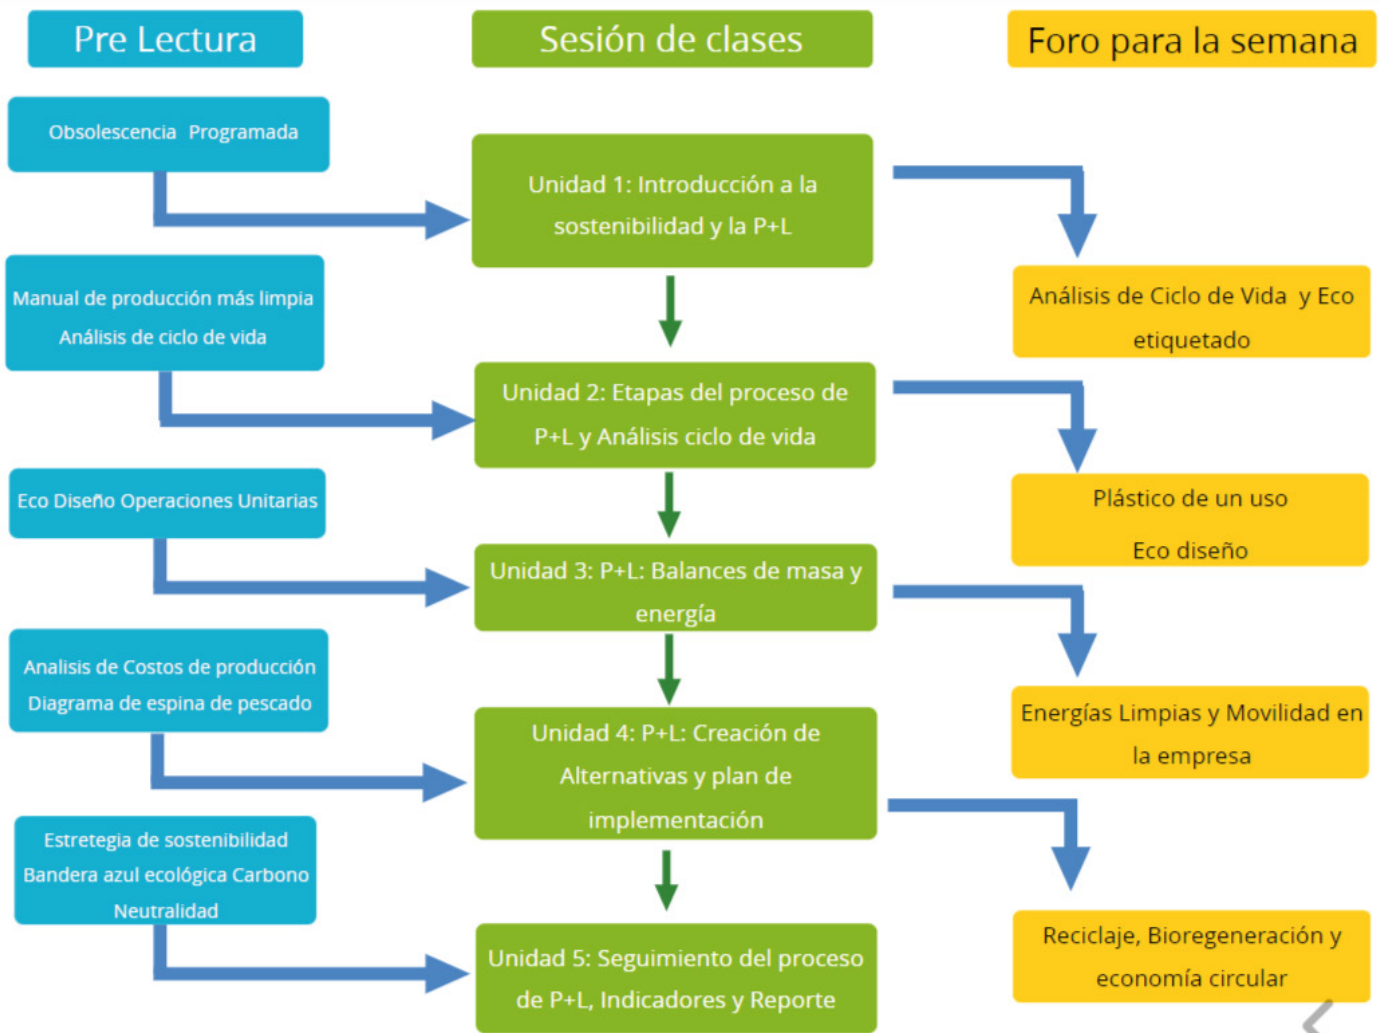 Pre Lectura
Sesión de clases
Foro para la semana
Obsolescencia Programada
Unidad 1: Introducción a la
sostenibilidad y la P+L
Análisis de Ciclo de Vida y Eco
etiquetado
Manual de producción más limpia
Análisis de ciclo de vida
Unidad 2: Etapas del proceso de
P+L y Análisis ciclo de vida
Plástico de un uso
Eco diseño
Eco Diseño Operaciones Unitarias
Unidad 3: P+L: Balances de masa y
energía
Energías Limpias y Movilidad en
la empresa
Analisis de Costos de producción
Diagrama de espina de pescado
Unidad 4: P+L: Creación de
Alternativas y plan de
implementación
Reciclaje, Bioregeneración y
economía circular
Estretegia de sostenibilidad
Bandera azul ecológica Carbono
Neutralidad
Unidad 5: Seguimiento del proceso
de P+L, Indicadores y Reporte